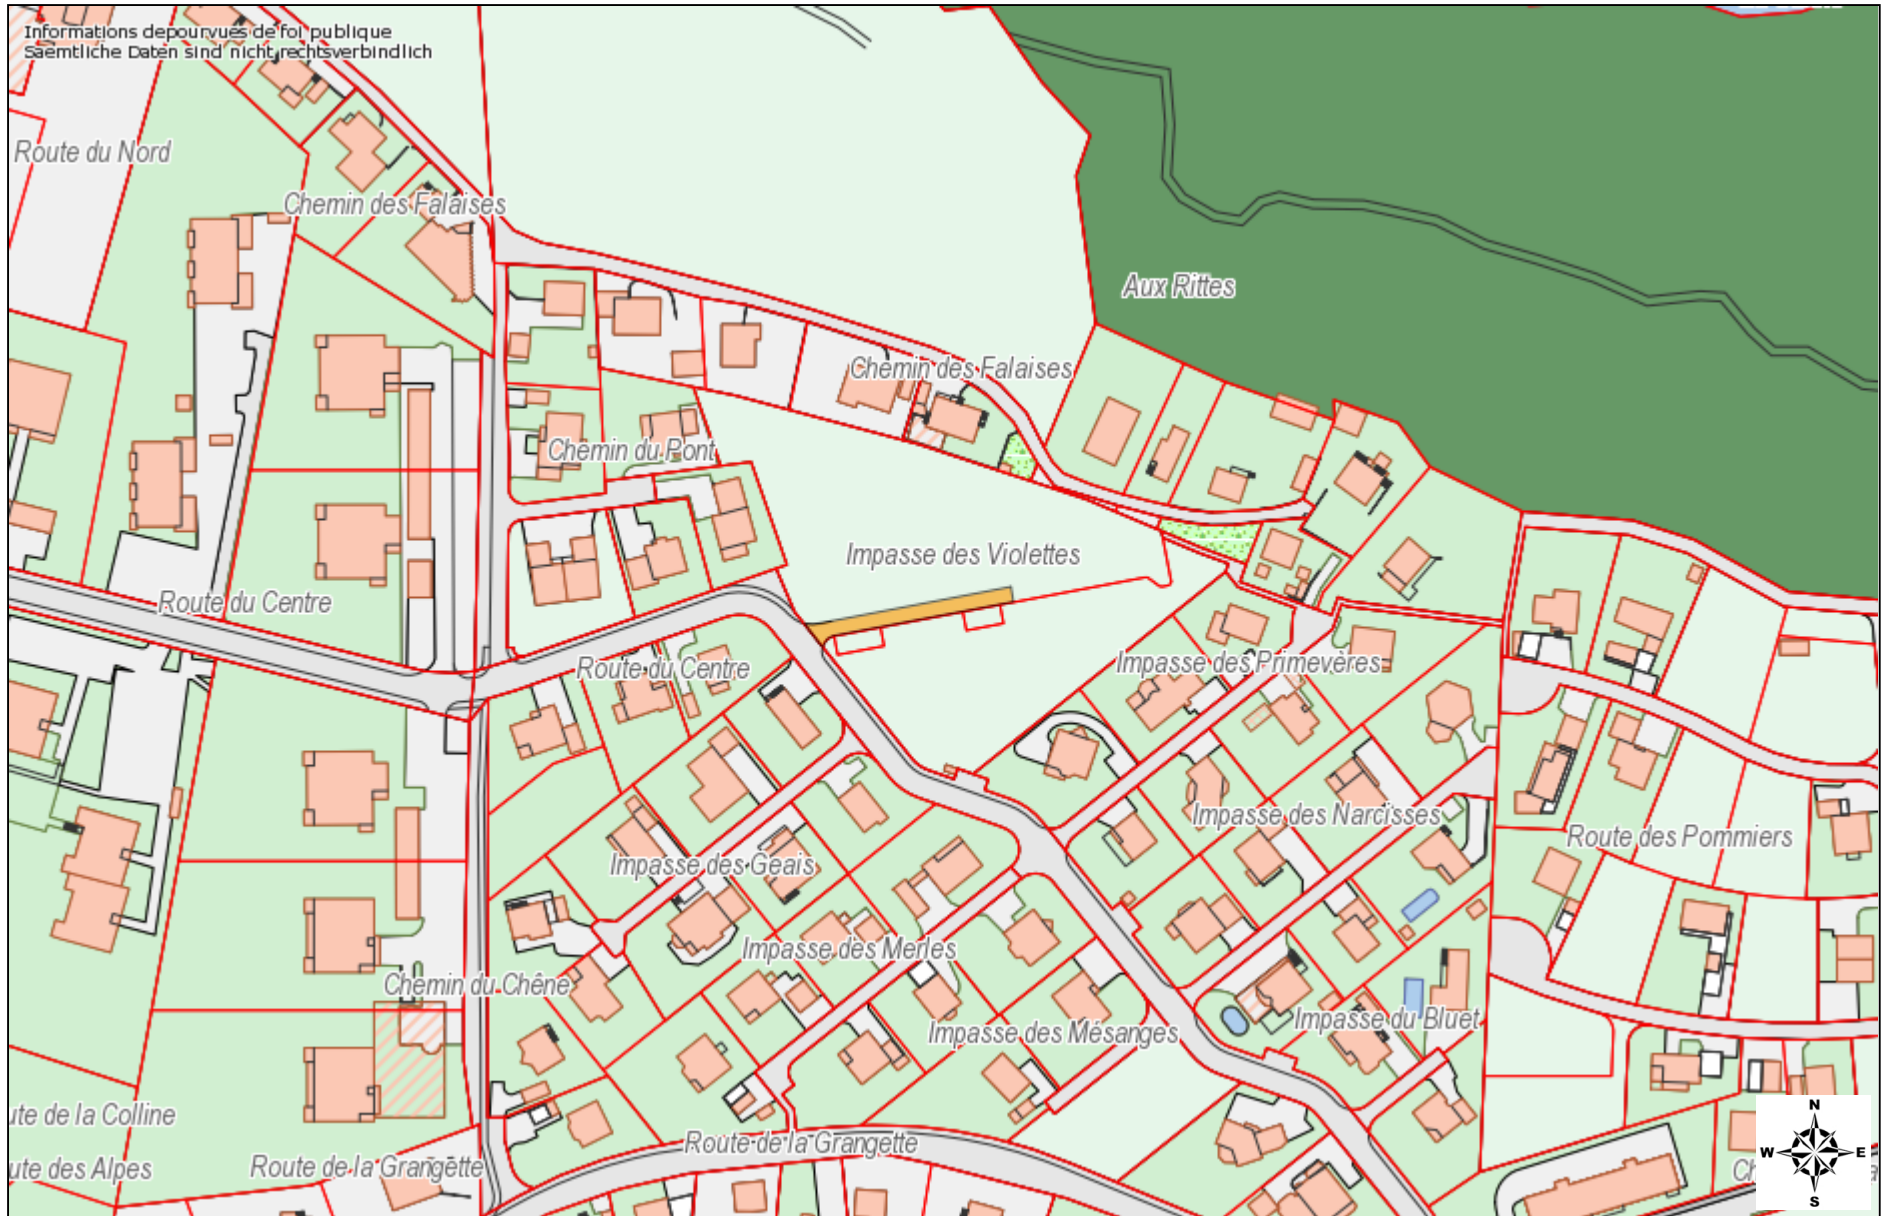 Informations dépourvues de foi publique
Saemtliche Daten sind nicht rechtsverbindlich
Route du Nord
Chemin des Falaises
Aux Rittes
Chemin des Falaises
Chemin du Pont
Impasse des Violettes
Route du Centre
Route du Centre
Impasse des Primevères
Impasse des Narcisses
Route des Pommiers
Impasse des Geais
Impasse des Merles
Chemin du Chêne
Impasse des Mésanges
Impasse du Bluet
ute de la Colline
Route de la Grangette
ute des Alpes
Route de la Grangette
N
W E
S